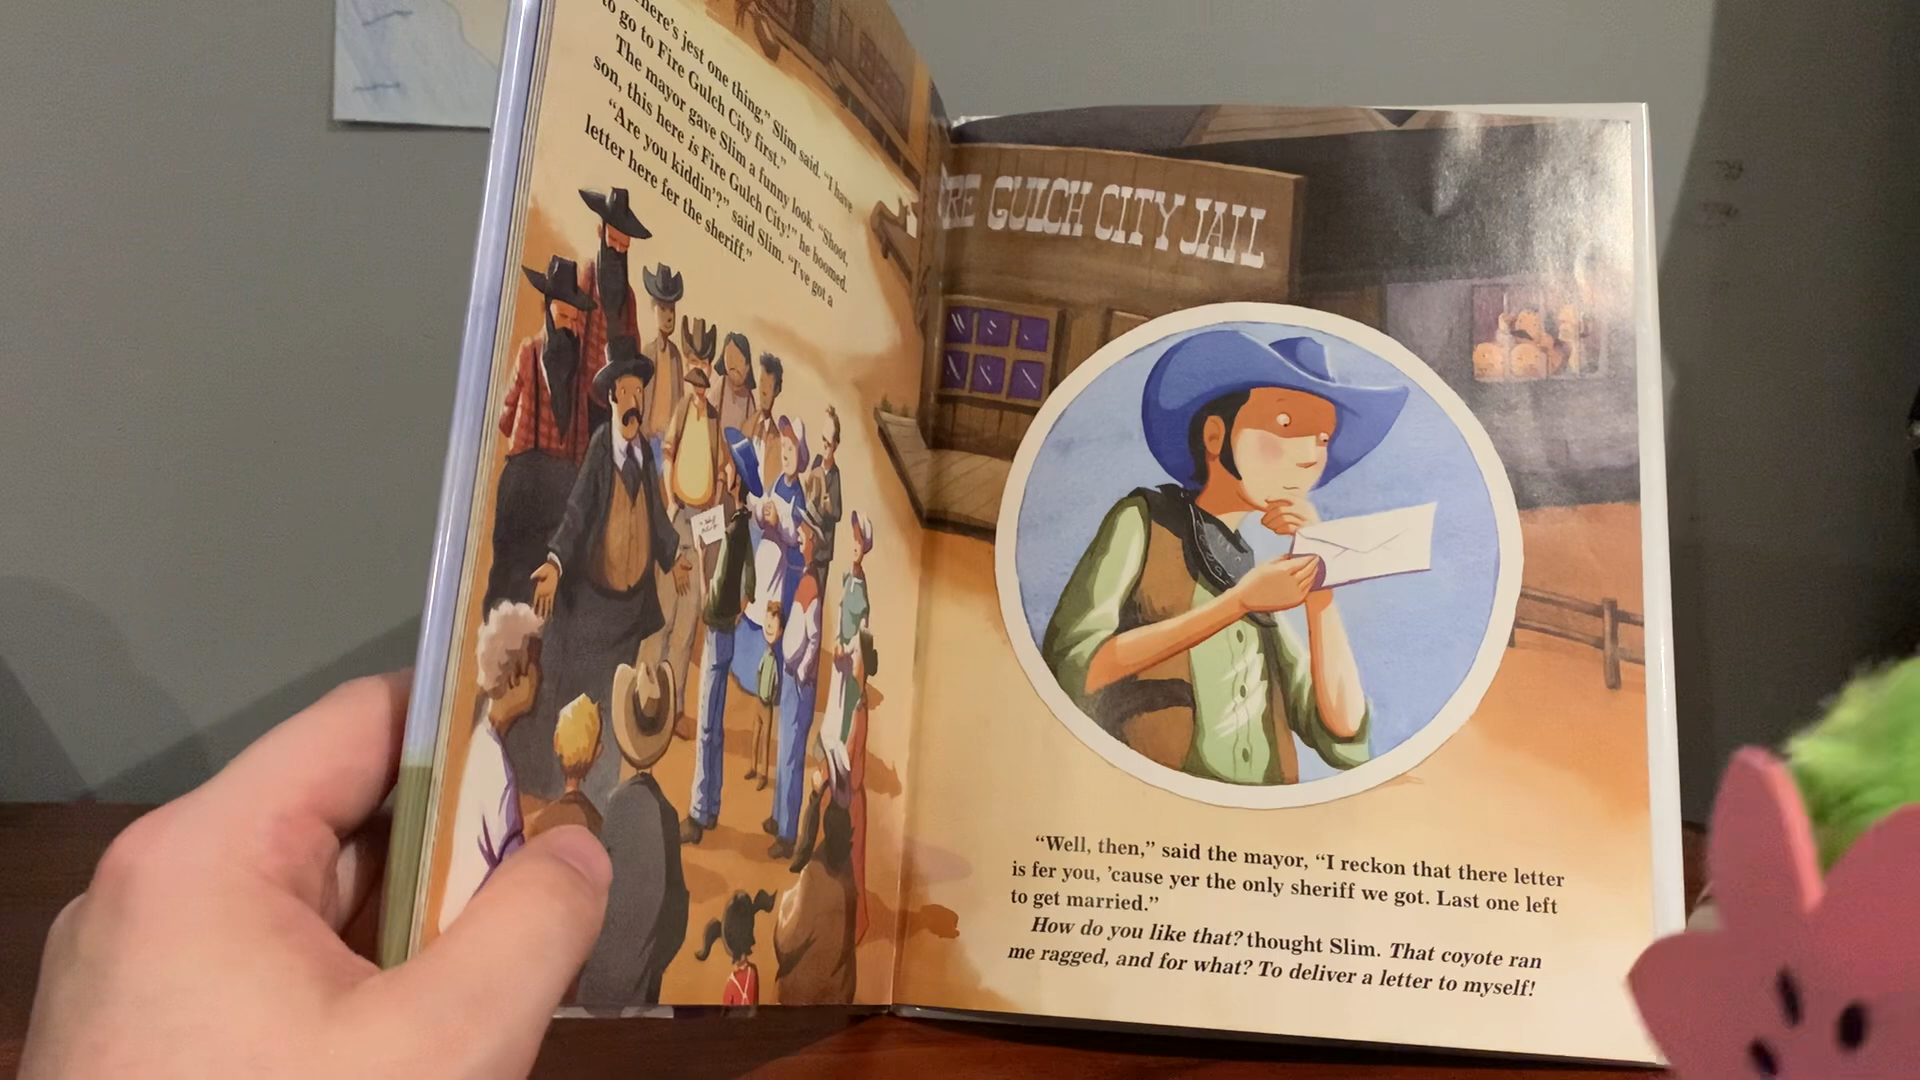 here's jest one thing," Slim said. "I have
to go to Fire Gulch City first."
The mayor gave Slim a funny look. "Shoot,
son, this here is Fire Gulch City!" he boomed.
"Are you kiddin'?" said Slim. "I've got a
letter here fer the sheriff."
IRE GULCH CITY JAIL
"Well, then," said the mayor, "I reckon that there letter
is fer you, 'cause yer the only sheriff we got. Last one left
to get married."
How do you like that? thought Slim. That coyote ran
me ragged, and for what? To deliver a letter to myself!